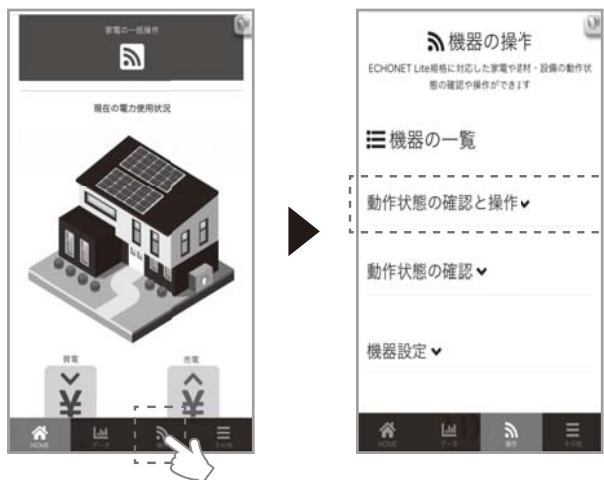 家電の一括操作
現在の電力使用状況
買電
売電
¥
¥
HOME
データ
その他
機器の操作
ECHONET Lite規格に対応した家電や建材・設備の動作状
態の確認や操作ができます
機器の一覧
動作状態の確認と操作
動作状態の確認
機器設定
HOME
データ
操作
その他